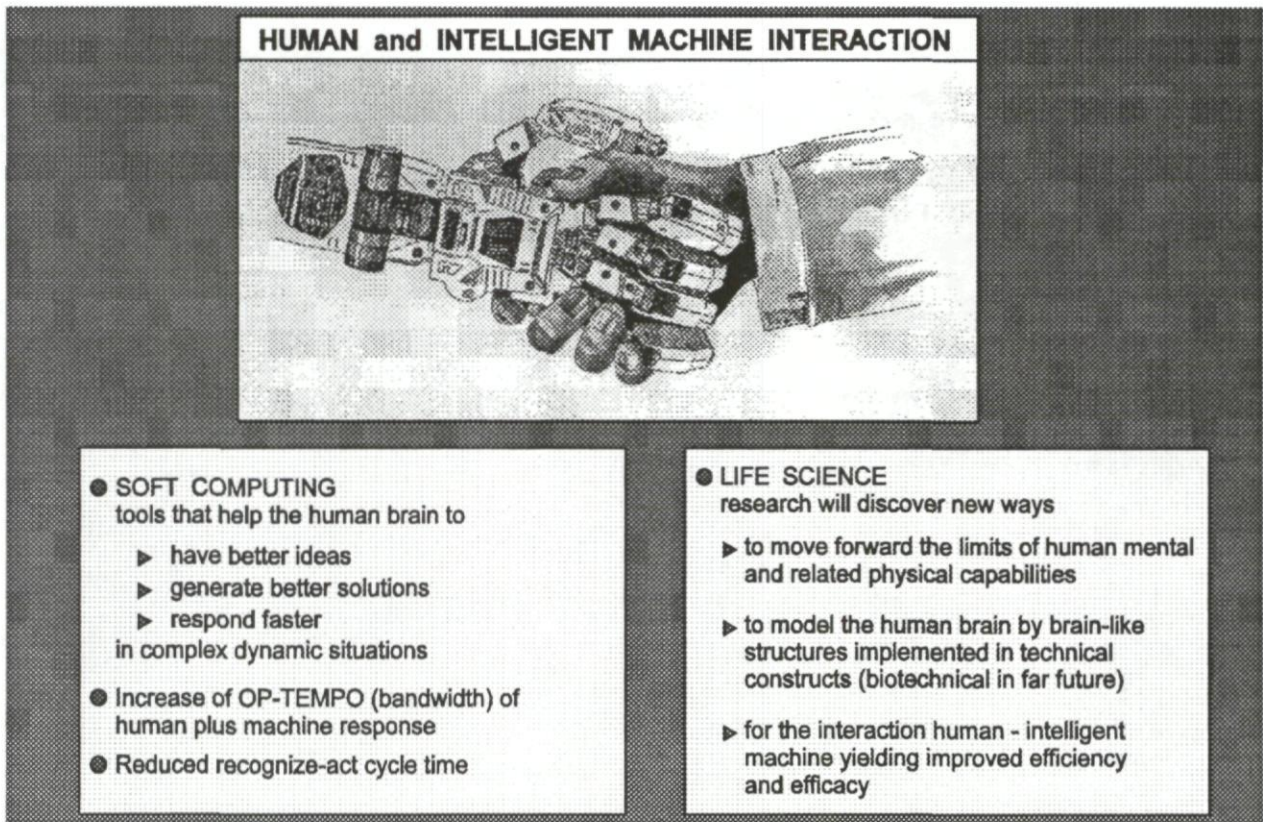 HUMAN and INTELLIGENT MACHINE INTERACTION
● SOFT COMPUTING
tools that help the human brain to
▶ have better ideas
▶ generate better solutions
▶ respond faster
in complex dynamic situations
● Increase of OP-TEMPO (bandwidth) of
human plus machine response
● Reduced recognize-act cycle time
● LIFE SCIENCE
research will discover new ways
▶ to move forward the limits of human mental
and related physical capabilities
▶ to model the human brain by brain-like
structures implemented in technical
constructs (biotechnical in far future)
▶ for the interaction human - intelligent
machine yielding improved efficiency
and efficacy